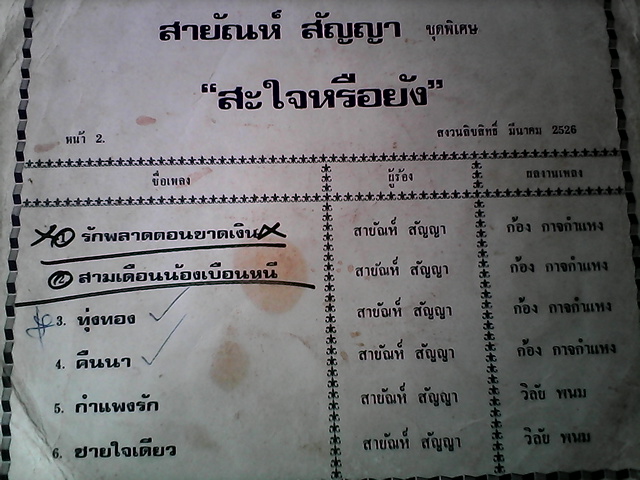 สายัณห์ สัญญา ชุดพิเศษ
“สะใจหรือยัง”
หน้า 2. สงวนลิขสิทธิ์ มีนาคม 2526
ชื่อเพลง ผู้ร้อง ผลงานเพลง
1 รักพลาดตอนขาดเงิน สายัณห์ สัญญา ก้อง กาจกำแหง
2 สามเดือนน้องเบือนหนี สายัณห์ สัญญา ก้อง กาจกำแหง
3. ทุ่งทอง สายัณห์ สัญญา ก้อง กาจกำแหง
4. คืนนา สายัณห์ สัญญา ก้อง กาจกำแหง
5. กำแพงรัก สายัณห์ สัญญา วิลัย พนม
6. ชายใจเดียว สายัณห์ สัญญา วิลัย พนม